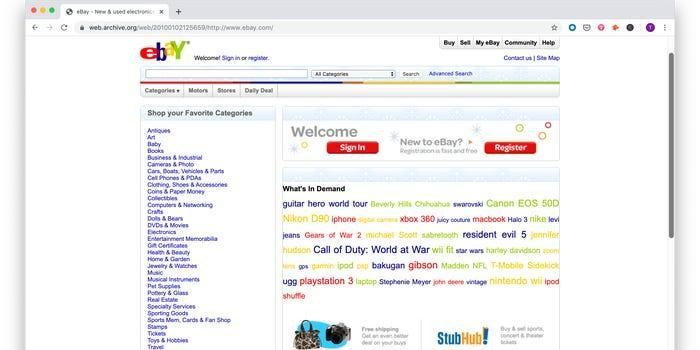 eBay - New & used electronics
web.archive.org/web/20100102125659/http://www.ebay.com/
T
Buy Sell My eBay Community Help
ebaY
Welcome! Sign in or register.
Contact us | Site Map
All Categories Search Advanced Search
Categories Motors Stores Daily Deal
Shop your Favorite Categories
Antiques
Art
Baby
Books
Business & Industrial
Cameras & Photo
Cars, Boats, Vehicles & Parts
Cell Phones & PDAs
Clothing, Shoes & Accessories
Coins & Paper Money
Collectibles
Computers & Networking
Crafts
Dolls & Bears
DVDs & Movies
Electronics
Entertainment Memorabilia
Gift Certificates
Health & Beauty
Home & Garden
Jewelry & Watches
Music
Musical Instruments
Pet Supplies
Pottery & Glass
Real Estate
Specialty Services
Sporting Goods
Sports Mem, Cards & Fan Shop
Stamps
Tickets
Toys & Hobbies
Travel
Welcome
Sign In
New to eBay?
Registration is fast and free
Register
What's In Demand
guitar hero world tour Beverly Hills Chihuahua swarovski Canon EOS 50D
Nikon D90 iphone digital camera xbox 360 juicy couture macbook Halo 3 nike levi
jeans Gears of War 2 michael Scott sabretooth resident evil 5 jennifer
hudson Call of Duty: World at War wii fit star wars harley davidson zoom
lens gps garmin ipod psp bakugan gibson Madden NFL T-Mobile Sidekick
ugg playstation 3 laptop Stephenie Meyer john deere vintage nintendo wii ipod
shuffle
Free shipping
Get an even better
deal on your buys
StubHub!
Buy & sell sports,
concert & theater
tickets